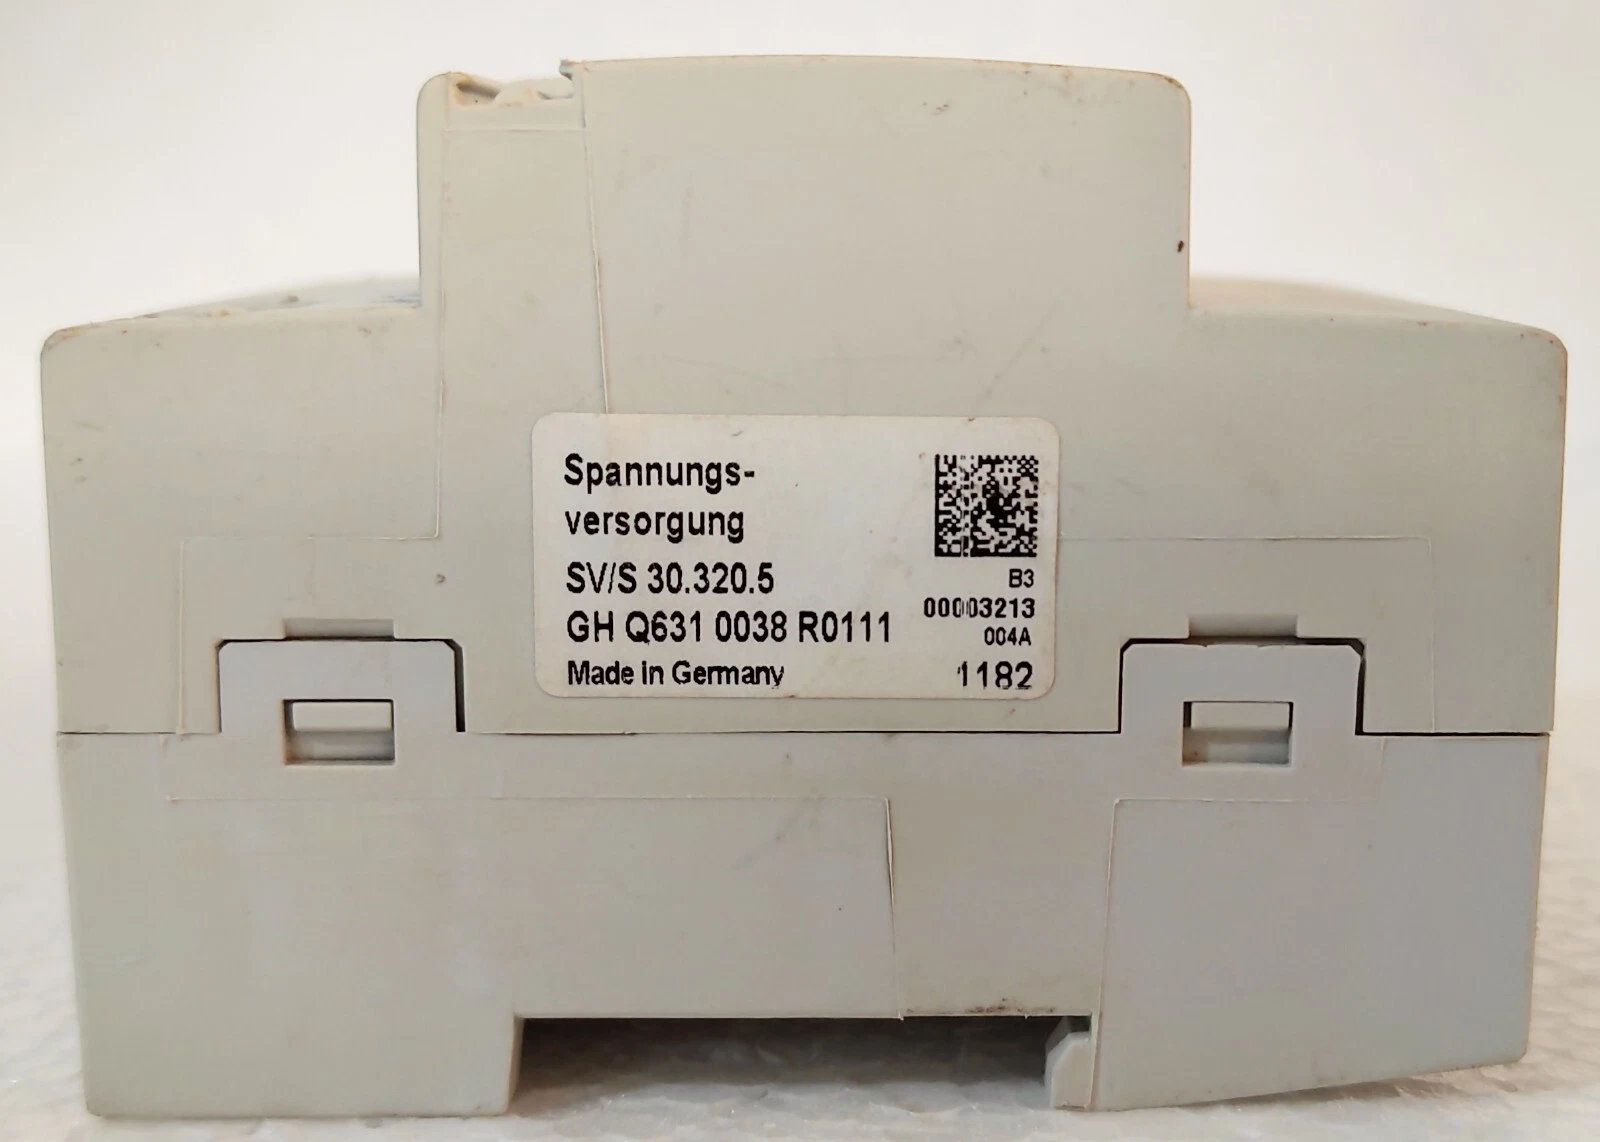 Spannungs-
versorgung
SV/S 30.320.5
GH Q631 0038 R0111
Made in Germany
B3
00003213
004A
1182